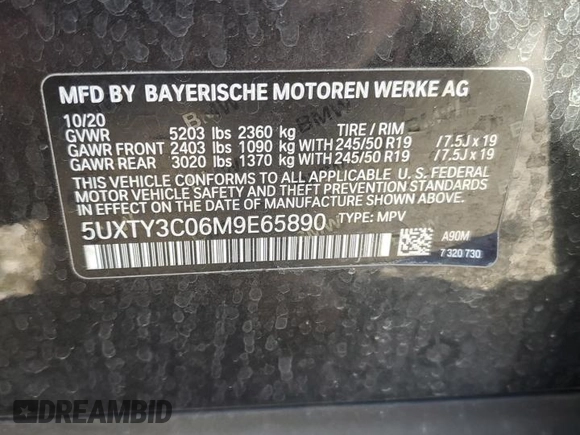 MFD BY BAYERISCHE MOTOREN WERKE AG
10/20
GVWR 5203 lbs 2360 kg TIRE / RIM
GAWR FRONT 2403 lbs 1090 kg WITH 245/50 R19 / 7.5J x 19
GAWR REAR 3020 lbs 1370 kg WITH 245/50 R19 / 7.5J x 19
THIS VEHICLE CONFORMS TO ALL APPLICABLE U. S. FEDERAL
MOTOR VEHICLE SAFETY AND THEFT PREVENTION STANDARDS
IN EFFECT ON THE DATE OF MANUFACTURE SHOWN ABOVE.
5UXTY3C06M9E65890 TYPE: MPV
A90M
7 320 730
DREAMBID